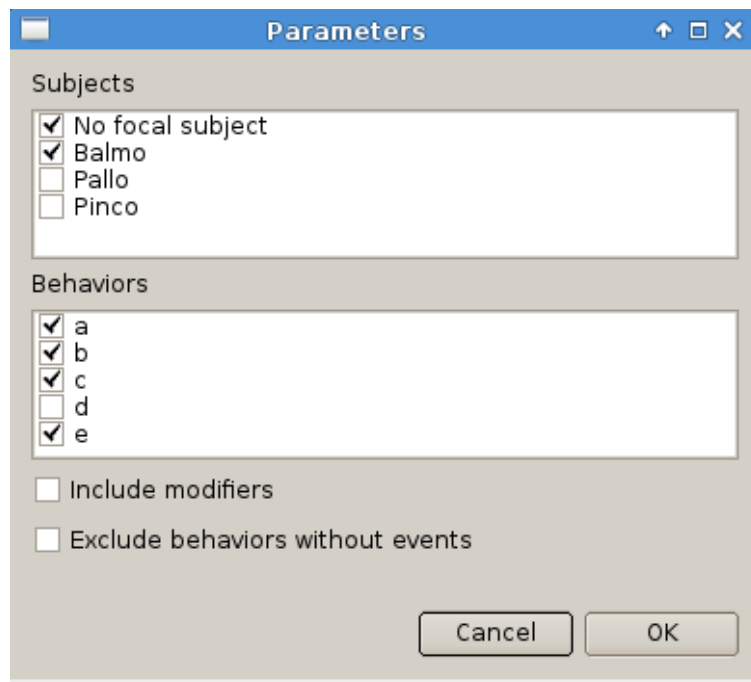 Parameters
Subjects
No focal subject
Balmo
Pallo
Pinco
Behaviors
a
b
c
d
e
Include modifiers
Exclude behaviors without events
Cancel OK